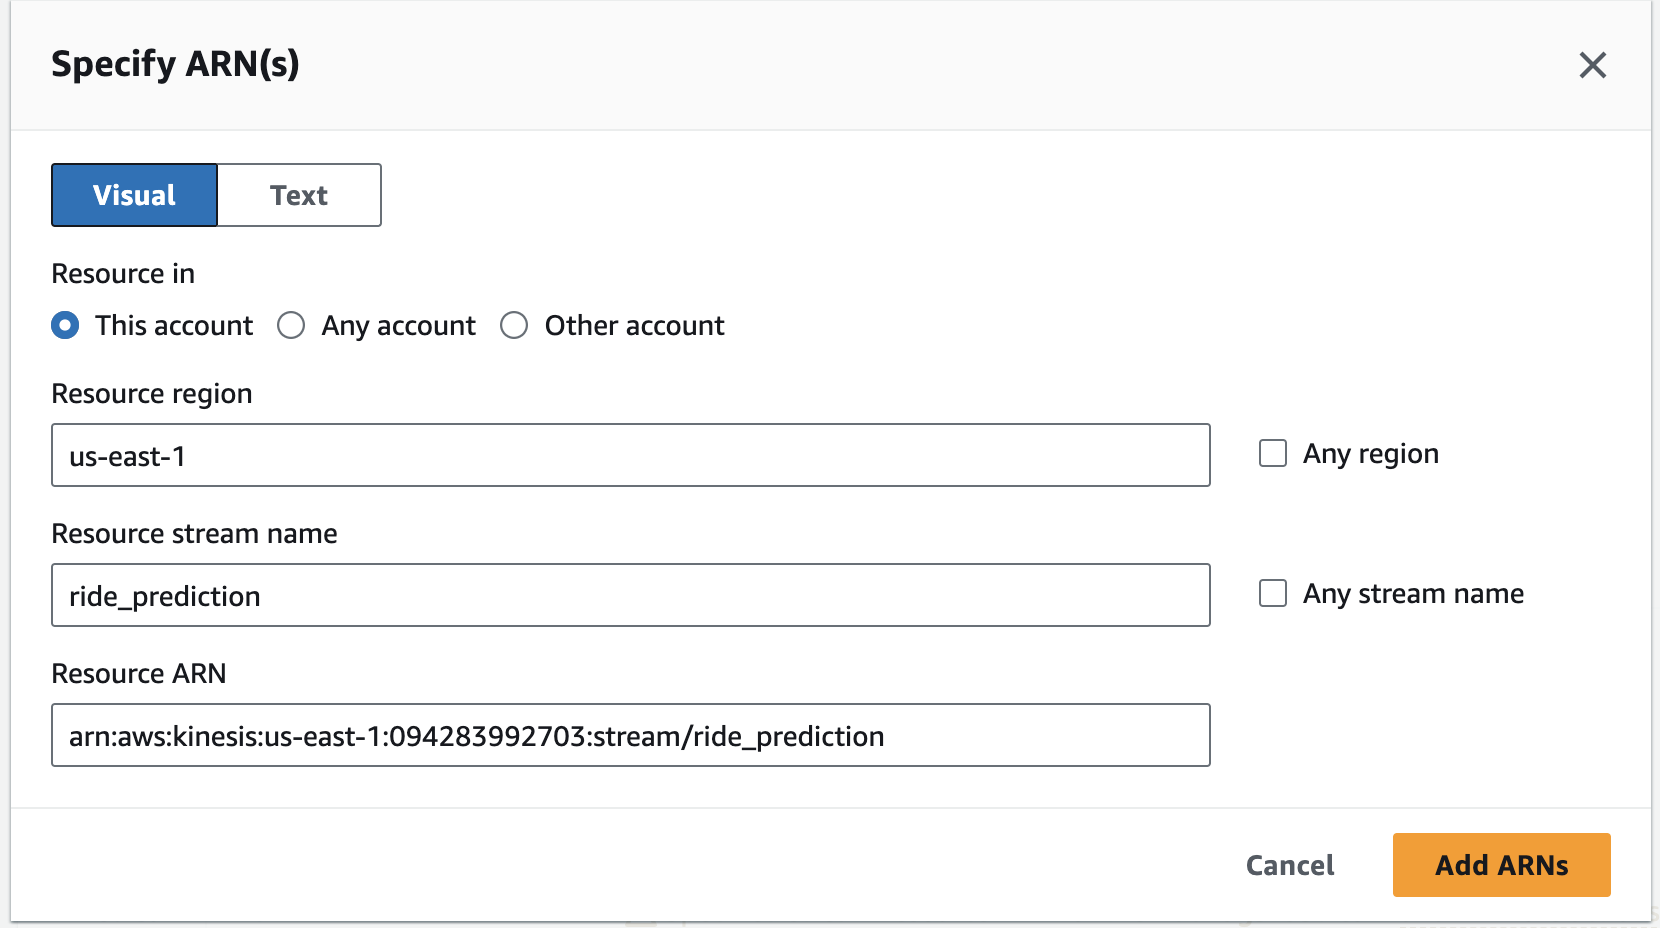 Specify ARN(s)
Visual Text
Resource in
This account Any account Other account
Resource region
us-east-1 Any region
Resource stream name
ride_prediction Any stream name
Resource ARN
arn:aws:kinesis:us-east-1:094283992703:stream/ride_prediction
Cancel Add ARNs